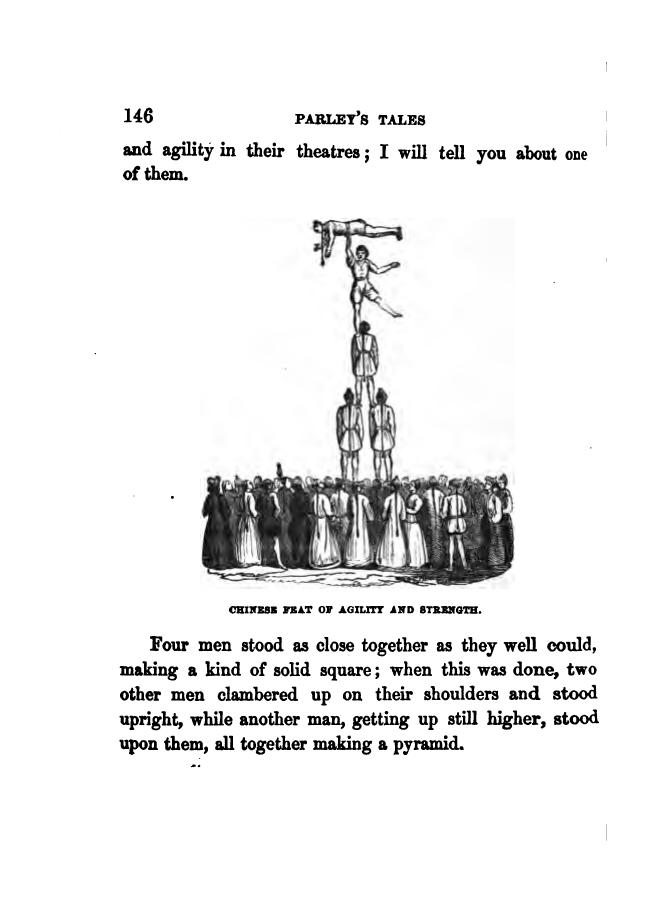 146 PARLEY'S TALES
and agility in their theatres; I will tell you about one
of them.
CHINESE FEAT OF AGILITY AND STRENGTH.
Four men stood as close together as they well could,
making a kind of solid square; when this was done, two
other men clambered up on their shoulders and stood
upright, while another man, getting up still higher, stood
upon them, all together making a pyramid.